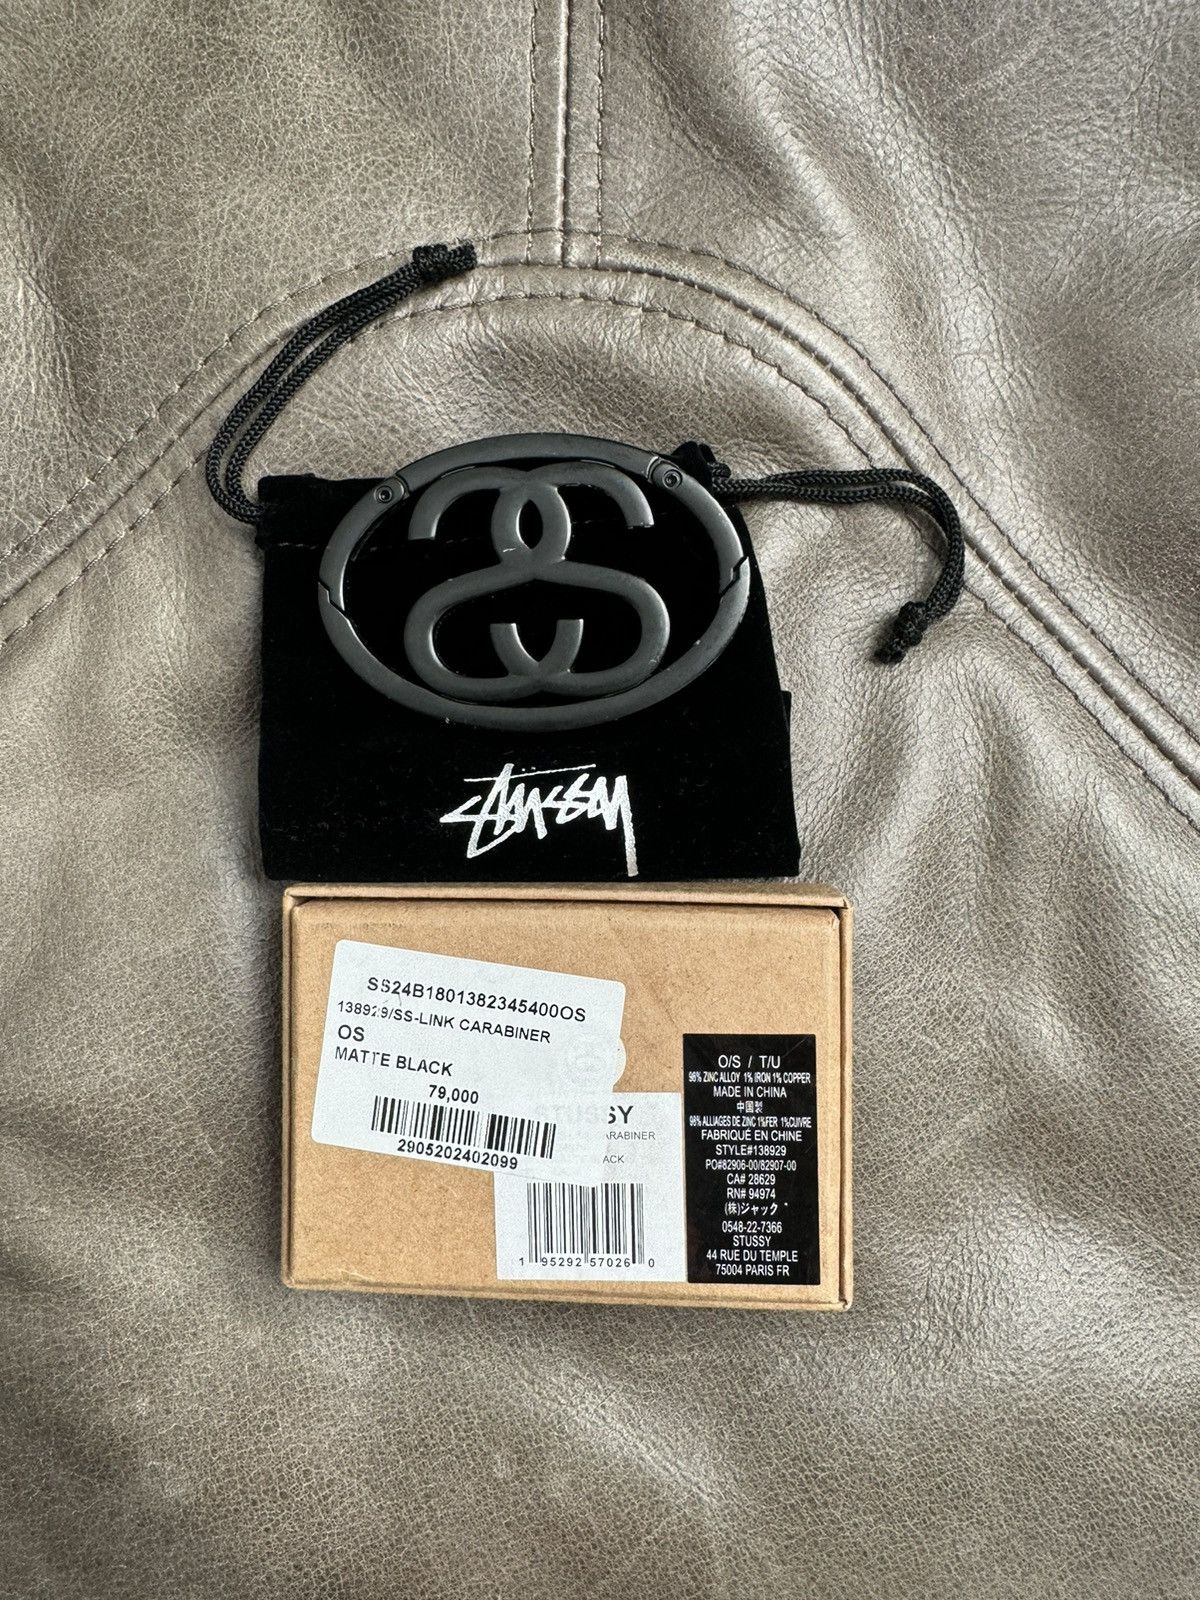 Stüssy
SS24B1801382345400OS
138929/SS-LINK CARABINER
OS
MATTE BLACK
79,000
2905202402099
STUSSY
ARABINER
ACK
1 95292 57026 0
O/S / T/U
98% ZINC ALLOY 1% IRON 1% COPPER
MADE IN CHINA
中国製
98% ALLIAGES DE ZINC 1%FER 1%CUIVRE
FABRIQUÉ EN CHINE
STYLE#138929
PO#82906-00/82907-00
CA# 28629
RN# 94974
(株)ジャック
0548-22-7366
STUSSY
44 RUE DU TEMPLE
75004 PARIS FR